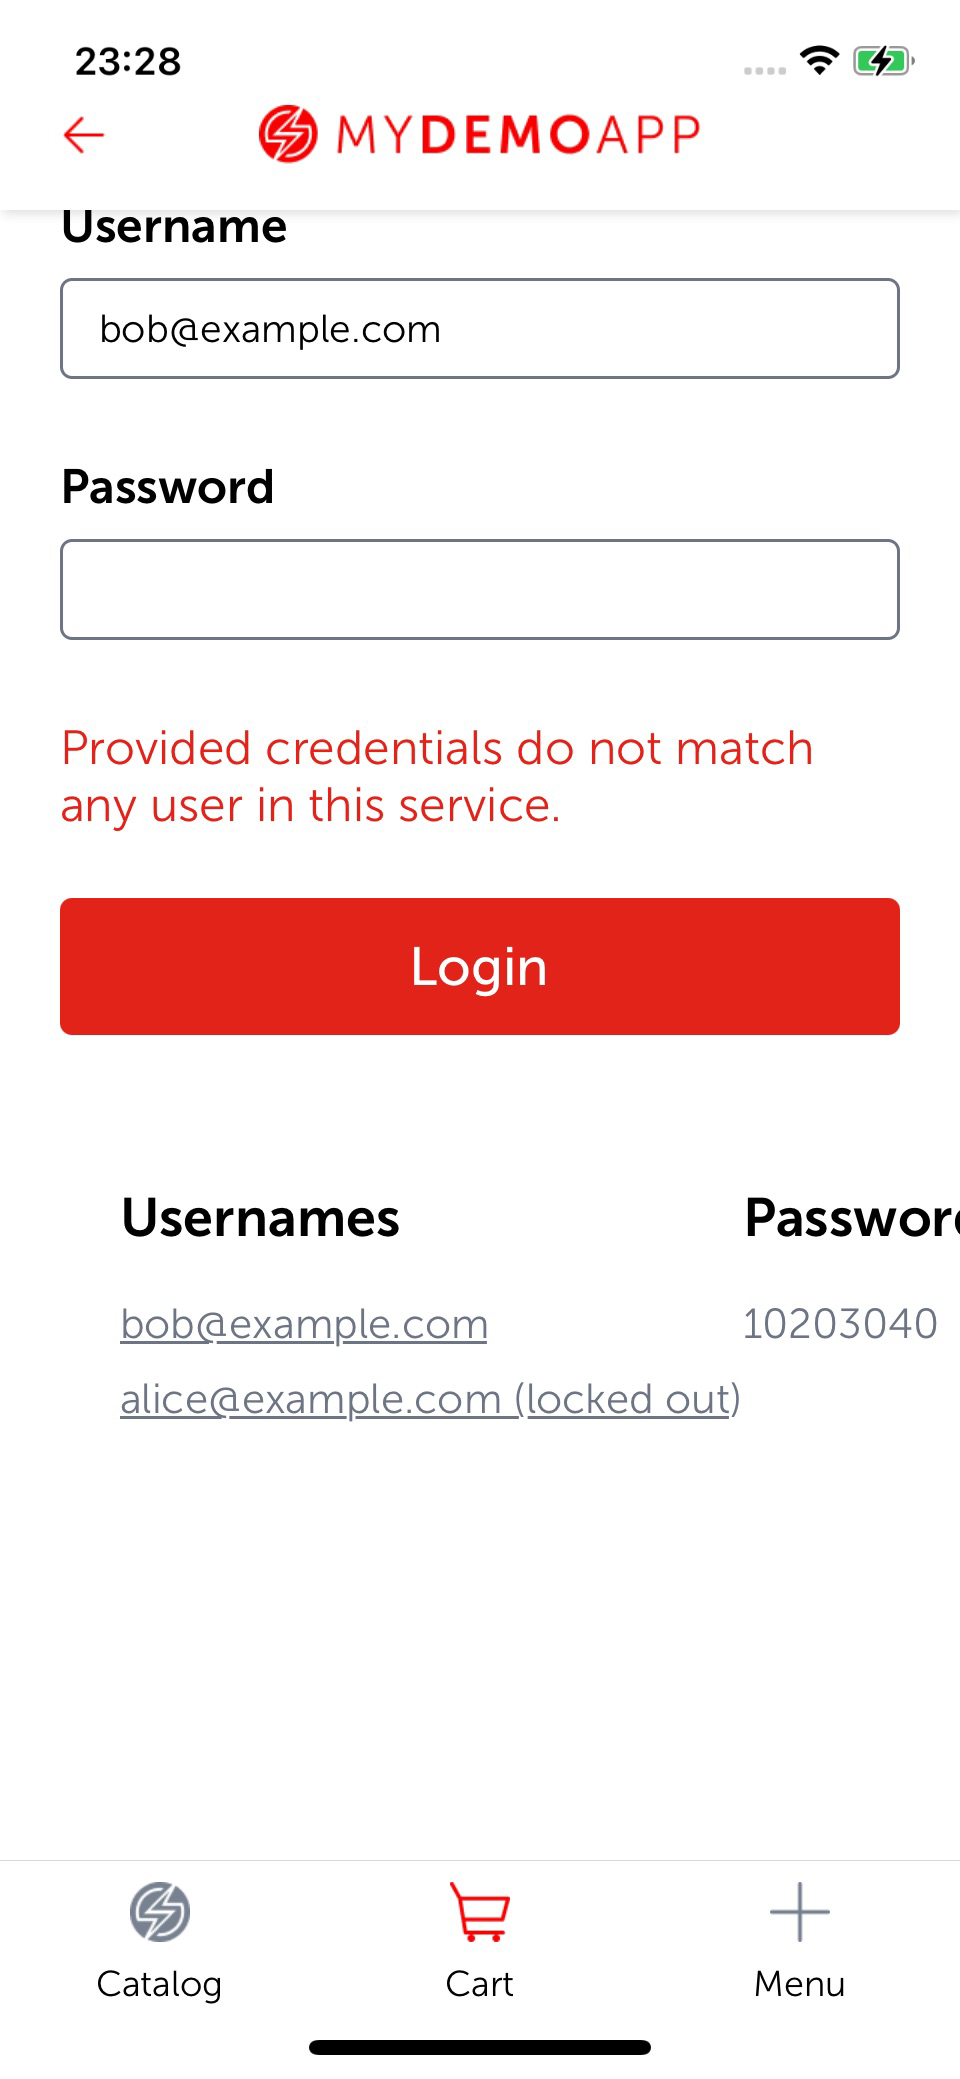 23:28
MYDEMOAPP
Username
bob@example.com
Password
Provided credentials do not match
any user in this service.
Login
Usernames
Passwor
bob@example.com
10203040
alice@example.com (locked out)
Catalog
Cart
Menu